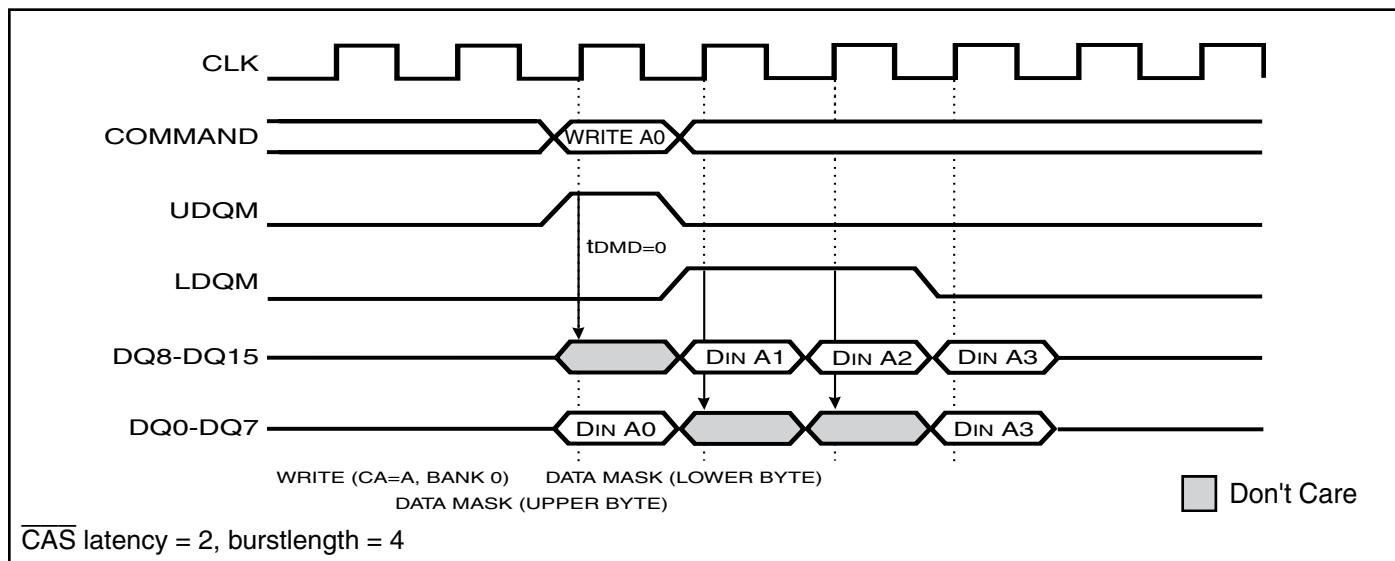 CLK
COMMAND
WRITE A0
UDQM
tDMD=0
LDQM
DQ8-DQ15
DIN A1
DIN A2
DIN A3
DQ0-DQ7
DIN A0
DIN A3
WRITE (CA=A, BANK 0) DATA MASK (LOWER BYTE)
DATA MASK (UPPER BYTE)
Don't Care
CAS latency = 2, burstlength = 4